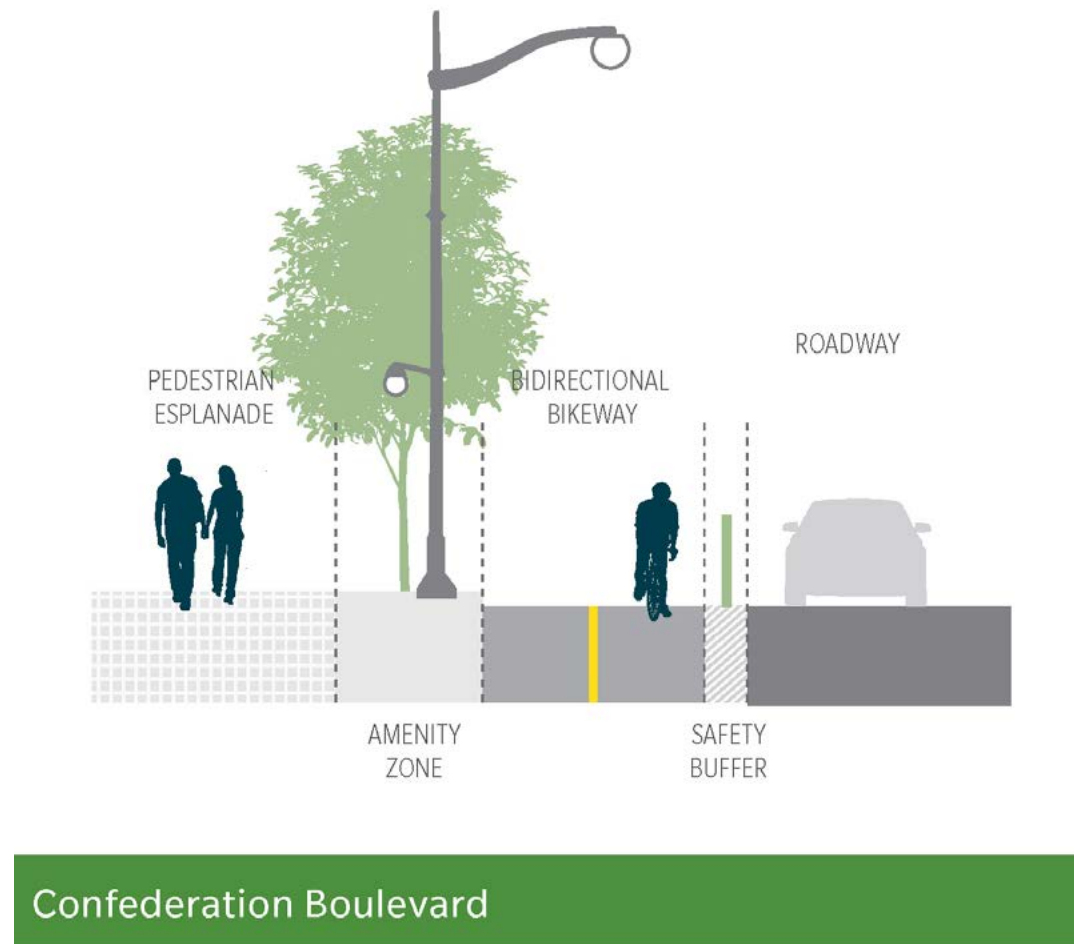 ROADWAY
PEDESTRIAN
ESPLANADE
BIDIRECTIONAL
BIKEWAY
AMENITY
ZONE
SAFETY
BUFFER
Confederation Boulevard